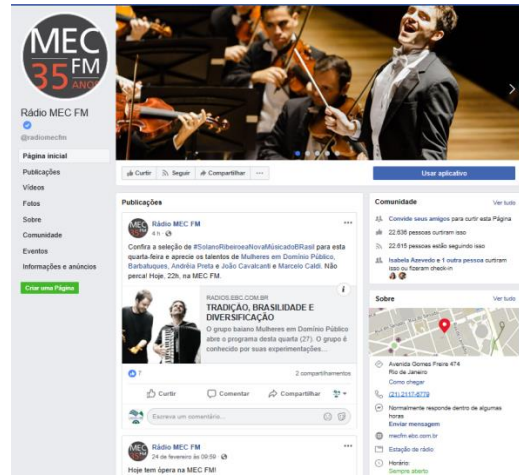 MEC
FM
35
ANOS
Rádio MEC FM
@radiomecfm
Página inicial
Publicações
Vídeos
Fotos
Sobre
Comunidade
Eventos
Informações e anúncios
Criar uma Página
Curtir
Seguir
Compartilhar
Usar aplicativo
Publicações
Rádio MEC FM
4 h
Confira a seleção de #SolanoRibeiroeaNovaMúsicadoBRasil para esta
quarta-feira e aprecie os talentos de Mulheres em Domínio Público,
Barbatuques, Andréia Preta e João Cavalcanti e Marcelo Caldi. Não
perca! Hoje, 22h, na MEC FM.
RADIOS.EBC.COM.BR
TRADIÇÃO, BRASILIDADE E
DIVERSIFICAÇÃO
O grupo baiano Mulheres em Domínio Público
abre o programa desta quarta (27). O grupo é
conhecido por suas experimentações...
7
2 compartilhamentos
Curtir
Comentar
Compartilhar
Escreva um comentário...
Rádio MEC FM
24 de fevereiro às 09:59
Hoje tem ópera na MEC FM!
Comunidade
Ver tudo
Convide seus amigos para curtir esta Página
22.636 pessoas curtiram isso
22.615 pessoas estão seguindo isso
Isabela Azevedo e 1 outra pessoa curtiram
isso ou fizeram check-in
Sobre
Ver tudo
Avenida Gomes Freire 474
Rio de Janeiro
Como chegar
(21) 2117-6779
Normalmente responde dentro de algumas
horas
Enviar mensagem
mecfm.ebc.com.br
Estação de rádio
Horário:
Sempre aberto